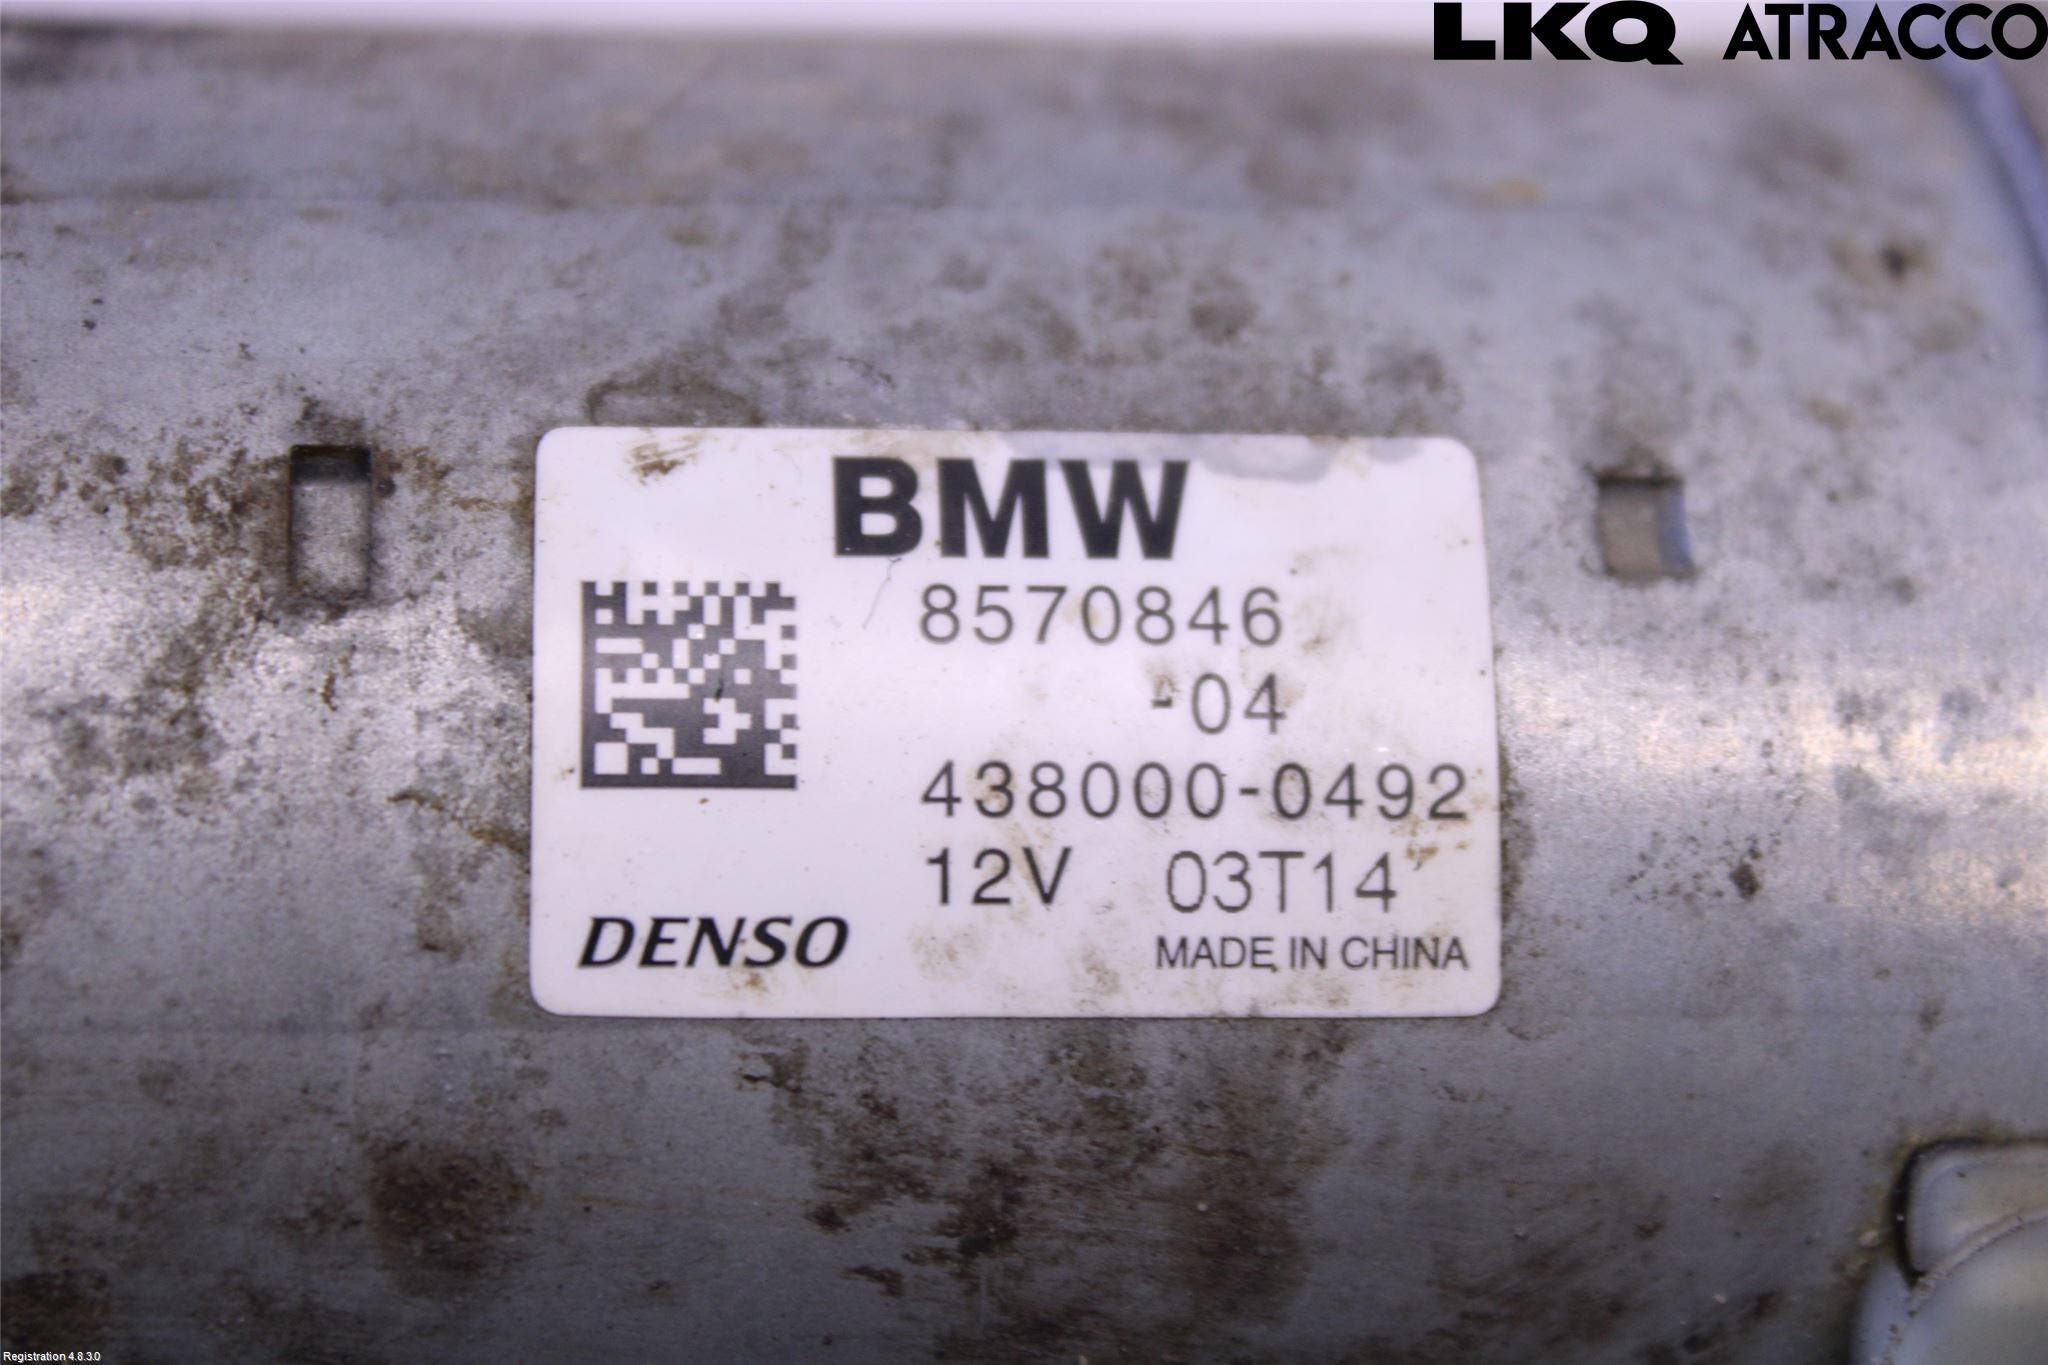 LKQ ATRACCO
BMW
8570846
-04
438000-0492
12V 03T14
DENSO
MADE IN CHINA
Registration 4.8.3.0